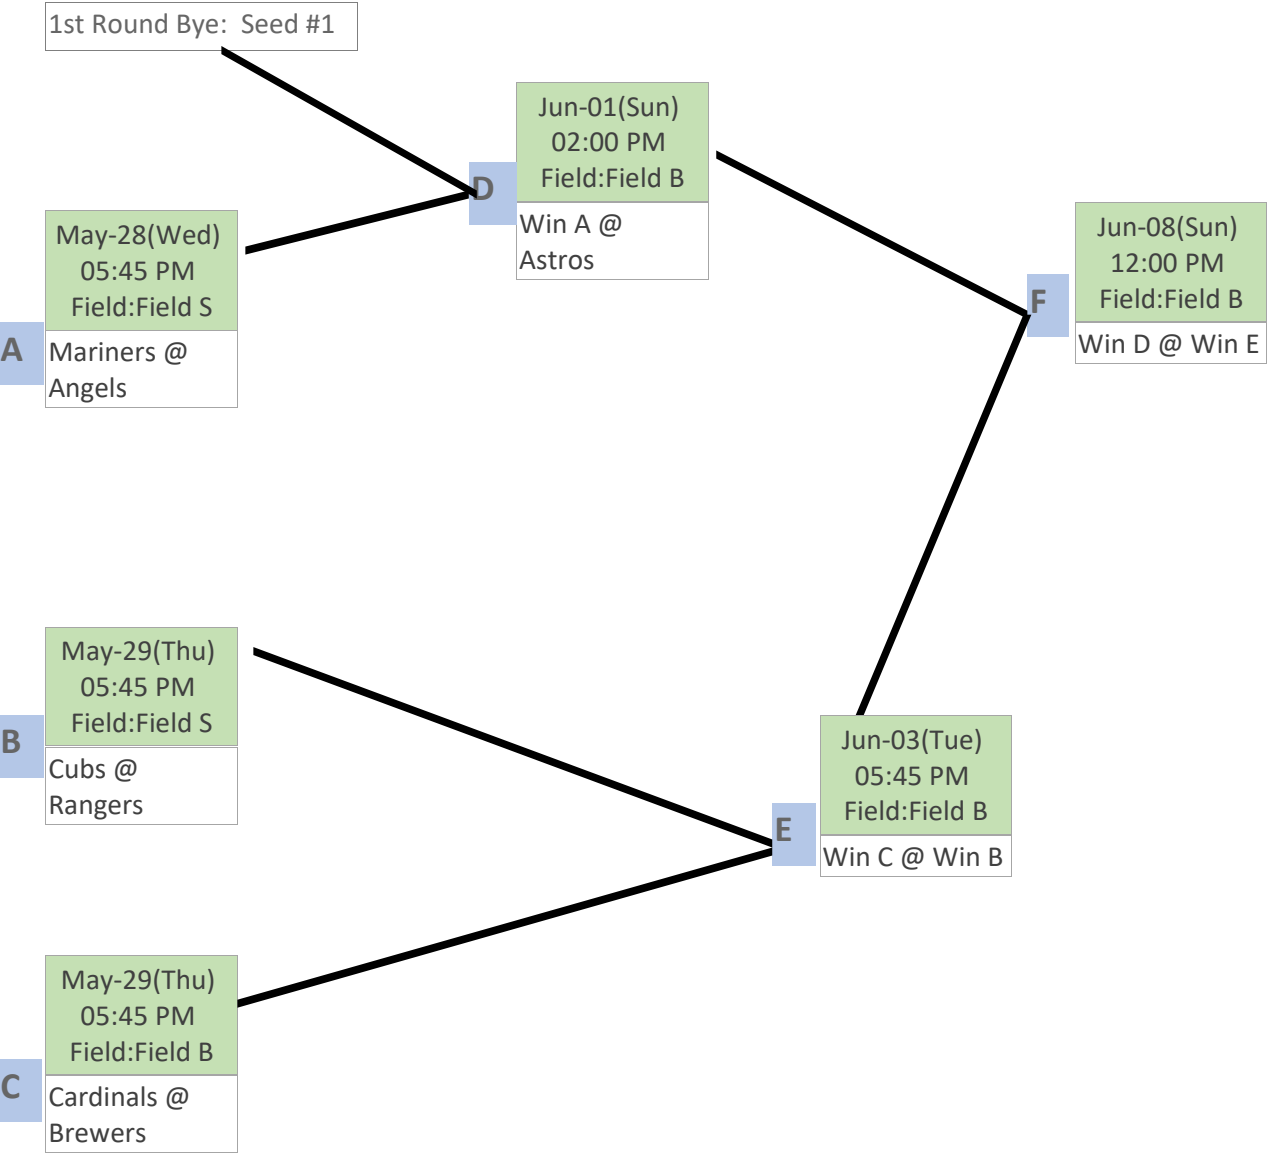 1st Round Bye:  Seed #1
Jun-01(Sun)
02:00 PM
Field:Field B
D
Win A @
Astros
May-28(Wed)
05:45 PM
Field:Field S
A
Mariners @
Angels
Jun-08(Sun)
12:00 PM
Field:Field B
F
Win D @ Win E
May-29(Thu)
05:45 PM
Field:Field S
B
Cubs @
Rangers
Jun-03(Tue)
05:45 PM
Field:Field B
E
Win C @ Win B
May-29(Thu)
05:45 PM
Field:Field B
C
Cardinals @
Brewers